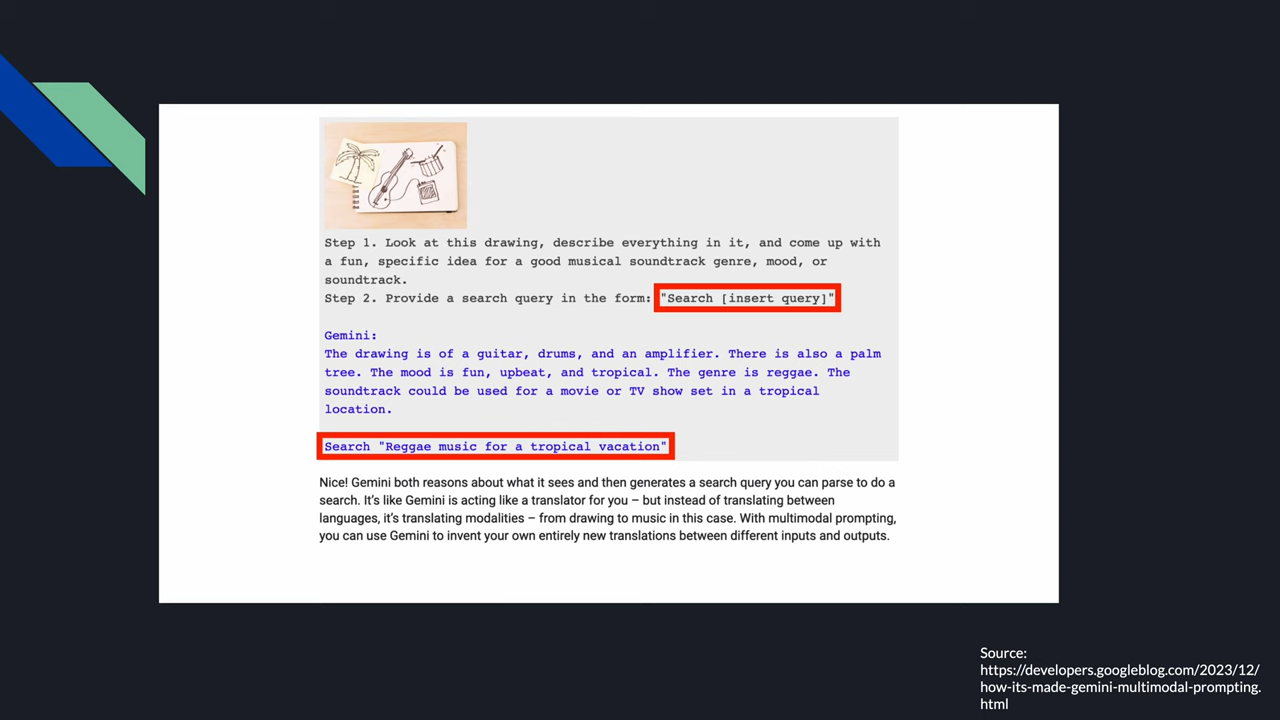 Step 1. Look at this drawing, describe everything in it, and come up with
a fun, specific idea for a good musical soundtrack genre, mood, or
soundtrack.
Step 2. Provide a search query in the form: "Search [insert query]"
Gemini:
The drawing is of a guitar, drums, and an amplifier. There is also a palm
tree. The mood is fun, upbeat, and tropical. The genre is reggae. The
soundtrack could be used for a movie or TV show set in a tropical
location.
Search "Reggae music for a tropical vacation"
Nice! Gemini both reasons about what it sees and then generates a search query you can parse to do a
search. It’s like Gemini is acting like a translator for you – but instead of translating between
languages, it’s translating modalities – from drawing to music in this case. With multimodal prompting,
you can use Gemini to invent your own entirely new translations between different inputs and outputs.
Source:
https://developers.googleblog.com/2023/12/
how-its-made-gemini-multimodal-prompting.
html